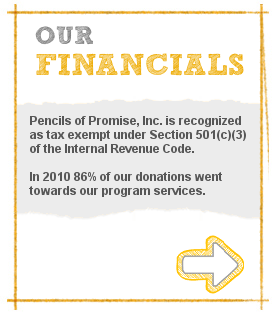 OUR
FINANCIALS
Pencils of Promise, Inc. is recognized
as tax exempt under Section 501(c)(3)
of the Internal Revenue Code.
In 2010 86% of our donations went
towards our program services.